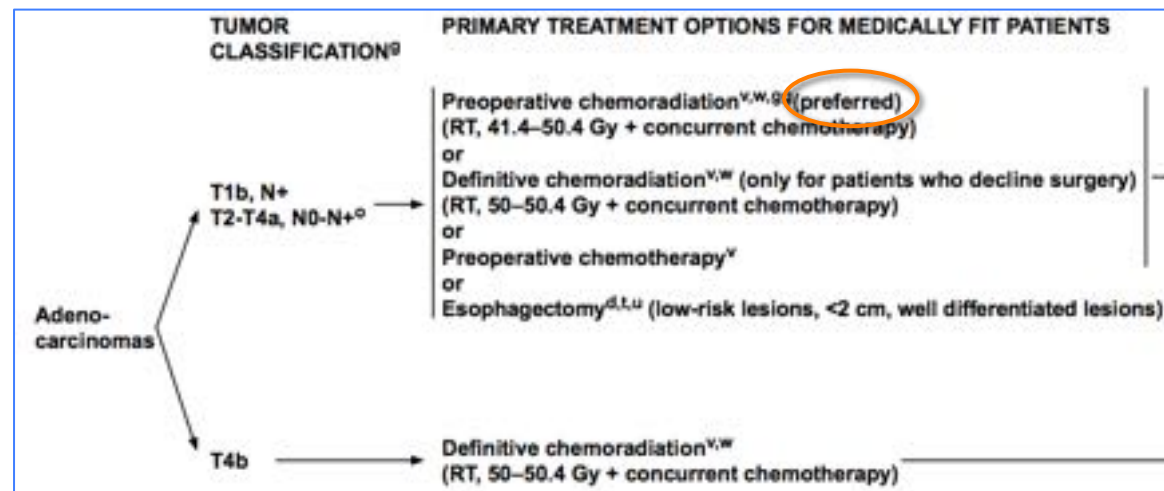 TUMOR CLASSIFICATIONᵍ
PRIMARY TREATMENT OPTIONS FOR MEDICALLY FIT PATIENTS
Adeno-
carcinomas
T1b, N+
T2-T4a, N0-N+ᵒ
Preoperative chemoradiationᵛ,ʷ,ᵍᵍ (preferred)
(RT, 41.4–50.4 Gy + concurrent chemotherapy)
or
Definitive chemoradiationᵛ,ʷ (only for patients who decline surgery)
(RT, 50–50.4 Gy + concurrent chemotherapy)
or
Preoperative chemotherapyᵛ
or
Esophagectomyᵈ,ᵗ,ᵘ (low-risk lesions, <2 cm, well differentiated lesions)
T4b
Definitive chemoradiationᵛ,ʷ
(RT, 50–50.4 Gy + concurrent chemotherapy)